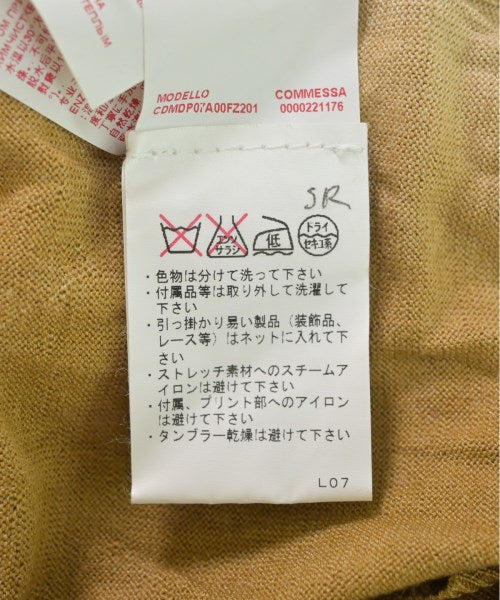 MODELLO
CDMDP07A00FZ201
COMMESSA
0000221176
SR
エンソ
サラシ
低
ドライ
セキユ系
・色物は分けて洗って下さい
・付属品等は取り外して洗濯して
下さい
・引っ掛かり易い製品（装飾品、
レース等）はネットに入れて下
さい
・ストレッチ素材へのスチームア
イロンは避けて下さい
・付属、プリント部へのアイロン
は避けて下さい
・タンブラー乾燥は避けて下さい
L07